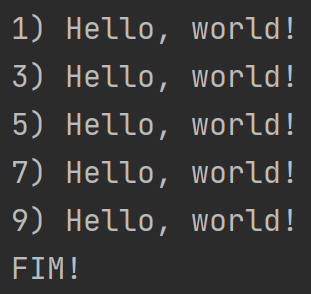 1) Hello, world!
3) Hello, world!
5) Hello, world!
7) Hello, world!
9) Hello, world!
FIM!